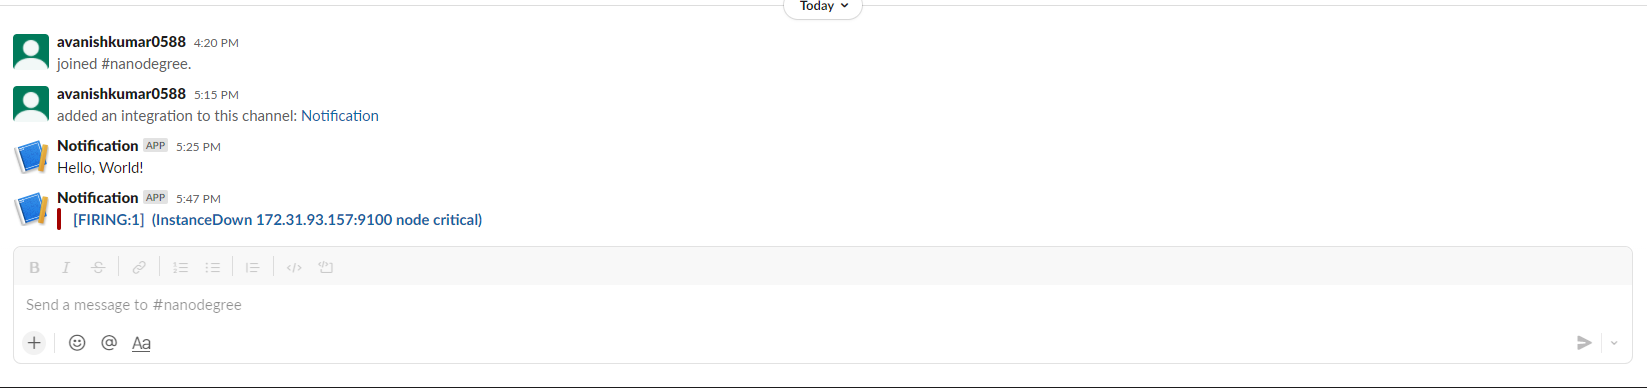 Today
avanishkumar0588 4:20 PM
joined #nanodegree.
avanishkumar0588 5:15 PM
added an integration to this channel: Notification
Notification APP 5:25 PM
Hello, World!
Notification APP 5:47 PM
[FIRING:1] (InstanceDown 172.31.93.157:9100 node critical)
Send a message to #nanodegree
Aa